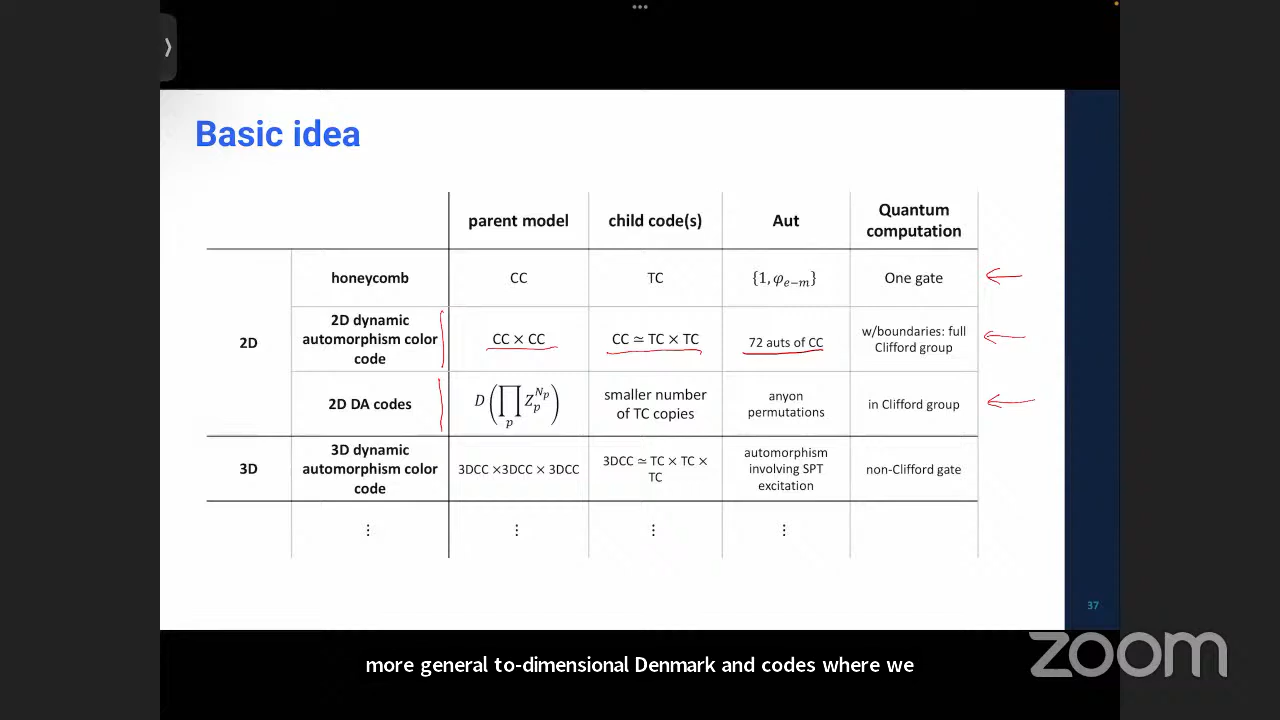 Basic idea
parent model
child code(s)
Aut
Quantum
computation
2D
honeycomb
CC
TC
{1, φ_{e−m}}
One gate
2D dynamic
automorphism color
code
CC × CC
CC ≃ TC × TC
72 auts of CC
w/boundaries: full
Clifford group
2D DA codes
D(∏_p Z_p^{N_p})
smaller number
of TC copies
anyon
permutations
in Clifford group
3D
3D dynamic
automorphism color
code
3DCC ×3DCC × 3DCC
3DCC ≃ TC × TC ×
TC
automorphism
involving SPT
excitation
non-Clifford gate
⋮
⋮
⋮
⋮
37
more general to-dimensional Denmark and codes where we
zoom